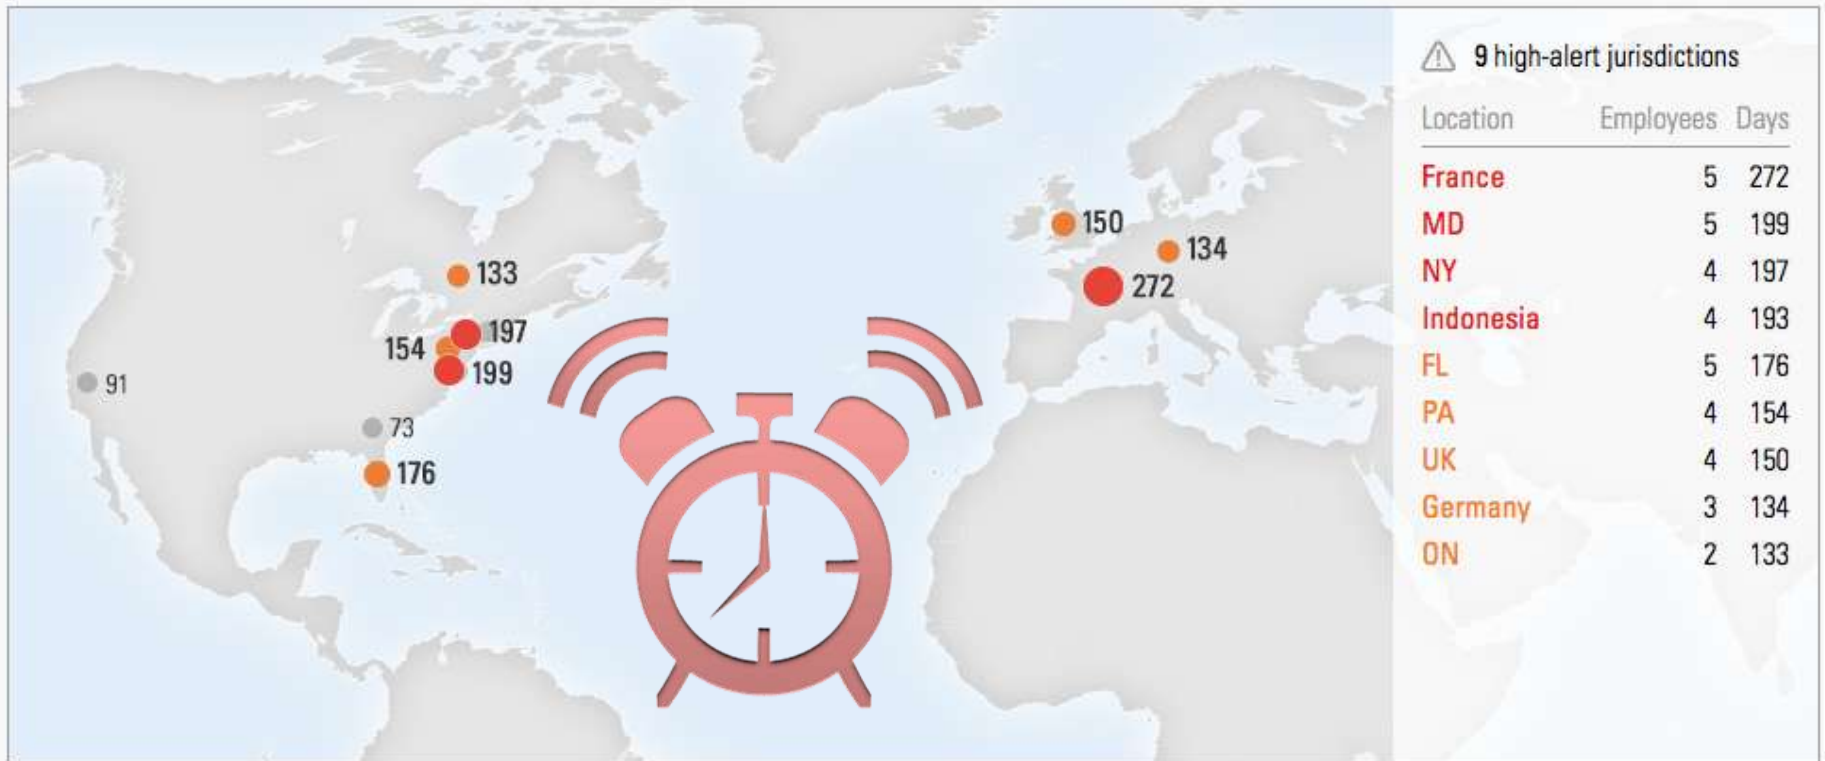 9 high-alert jurisdictions
Location Employees Days
France 5 272
MD 5 199
NY 4 197
Indonesia 4 193
FL 5 176
PA 4 154
UK 4 150
Germany 3 134
ON 2 133
150
134
272
133
197
154
199
91
73
176